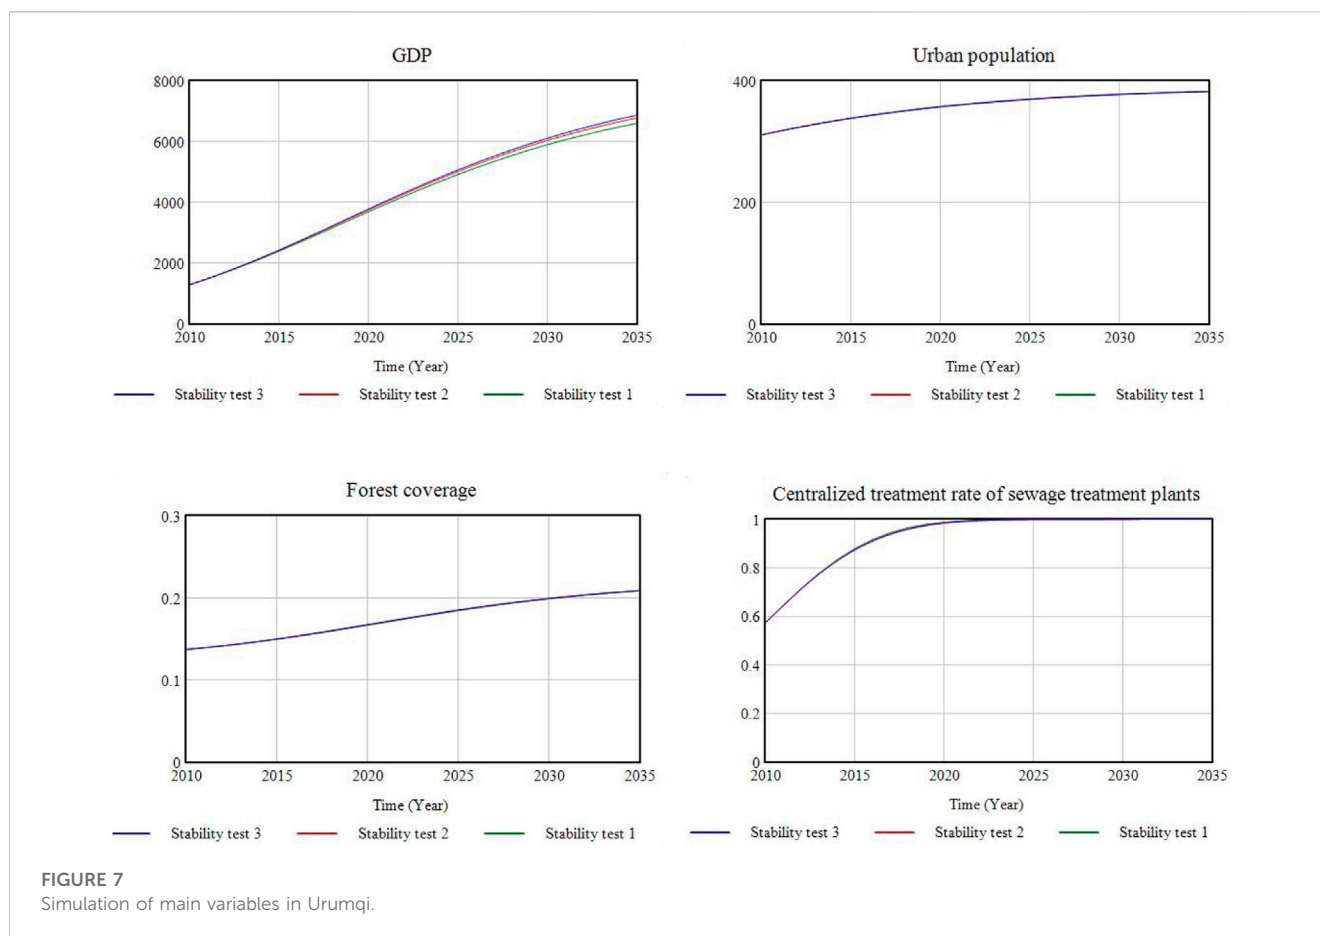 GDP
8000
6000
4000
2000
0
2010 2015 2020 2025 2030 2035
Time (Year)
Stability test 3 Stability test 2 Stability test 1
Urban population
400
200
0
2010 2015 2020 2025 2030 2035
Time (Year)
Stability test 3 Stability test 2 Stability test 1
Forest coverage
0.3
0.2
0.1
0
2010 2015 2020 2025 2030 2035
Time (Year)
Stability test 3 Stability test 2 Stability test 1
Centralized treatment rate of sewage treatment plants
1
0.8
0.6
0.4
0.2
0
2010 2015 2020 2025 2030 2035
Time (Year)
Stability test 3 Stability test 2 Stability test 1
FIGURE 7
Simulation of main variables in Urumqi.